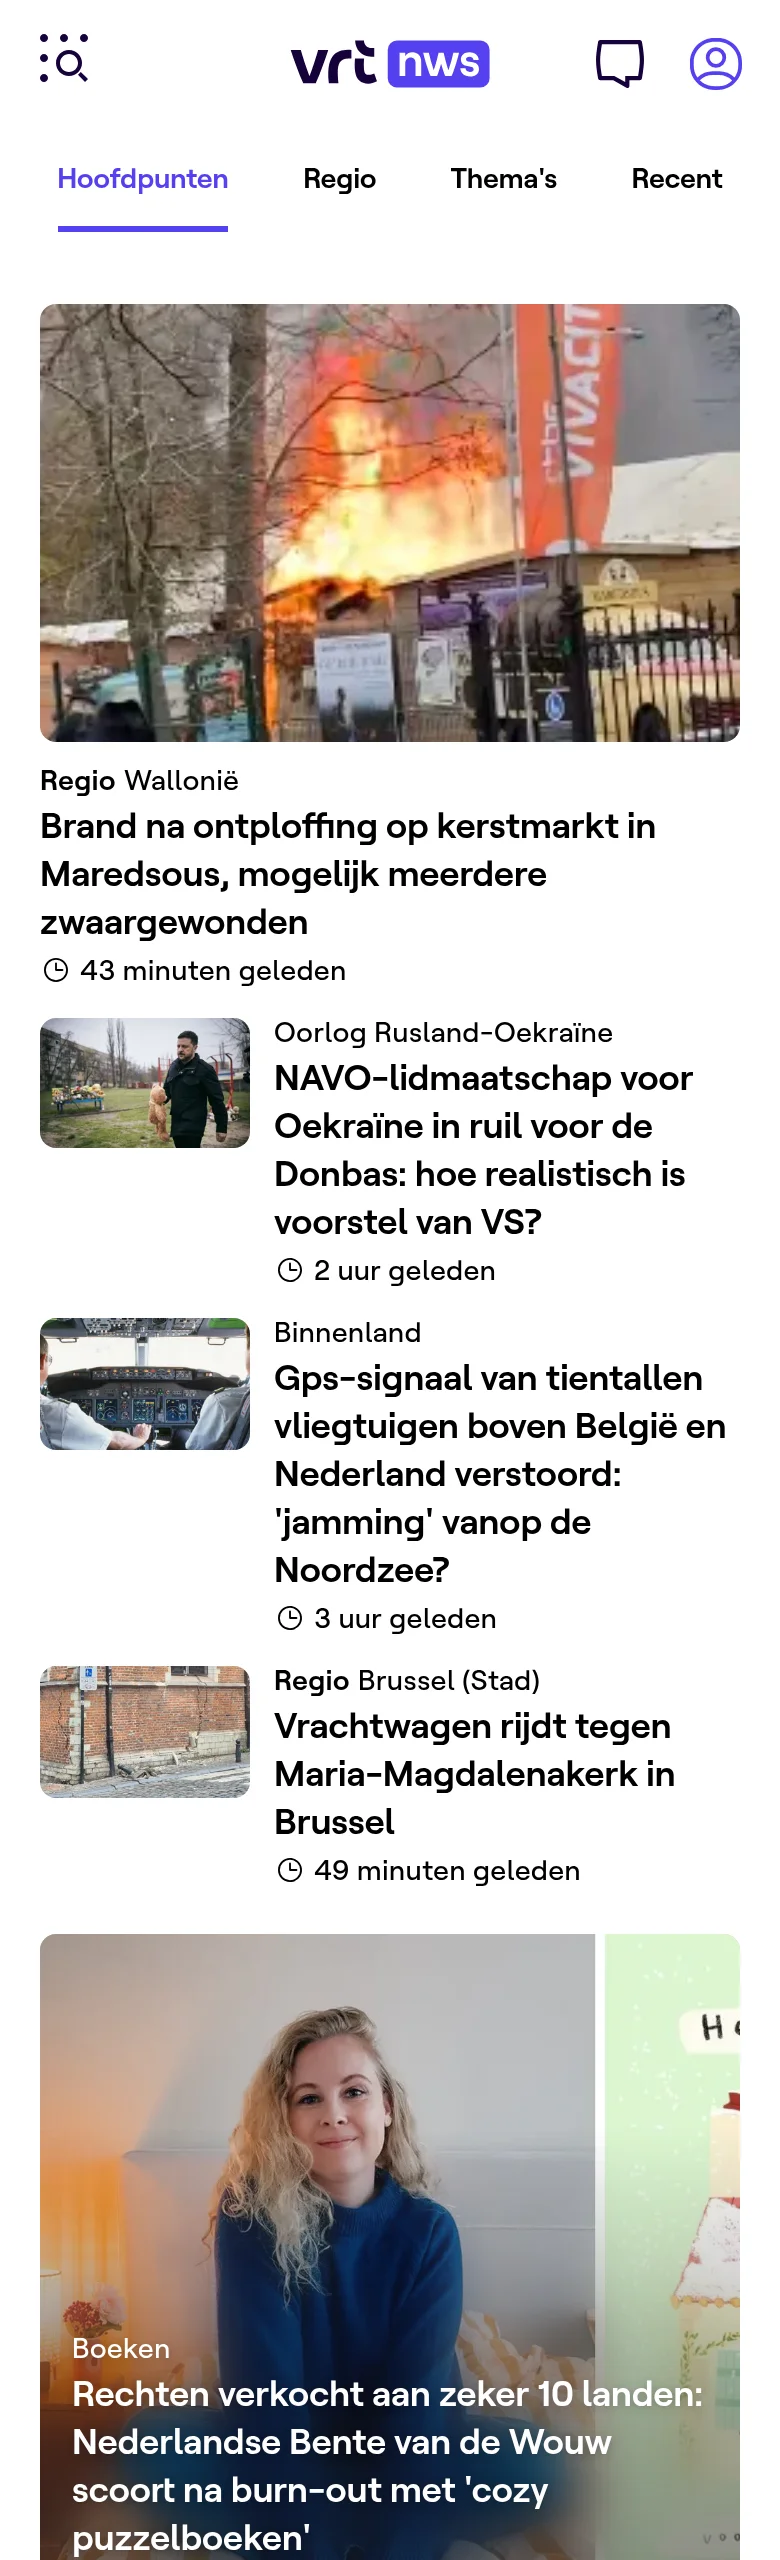 vrt nws
Hoofdpunten Regio Thema's Recent
VIVACIT
Regio Wallonië
Brand na ontploffing op kerstmarkt in
Maredsous, mogelijk meerdere
zwaargewonden
43 minuten geleden
Oorlog Rusland-Oekraïne
NAVO-lidmaatschap voor
Oekraïne in ruil voor de
Donbas: hoe realistisch is
voorstel van VS?
2 uur geleden
Binnenland
Gps-signaal van tientallen
vliegtuigen boven België en
Nederland verstoord:
'jamming' vanop de
Noordzee?
3 uur geleden
Regio Brussel (Stad)
Vrachtwagen rijdt tegen
Maria-Magdalenakerk in
Brussel
49 minuten geleden
Boeken
Rechten verkocht aan zeker 10 landen:
Nederlandse Bente van de Wouw
scoort na burn-out met 'cozy
puzzelboeken'